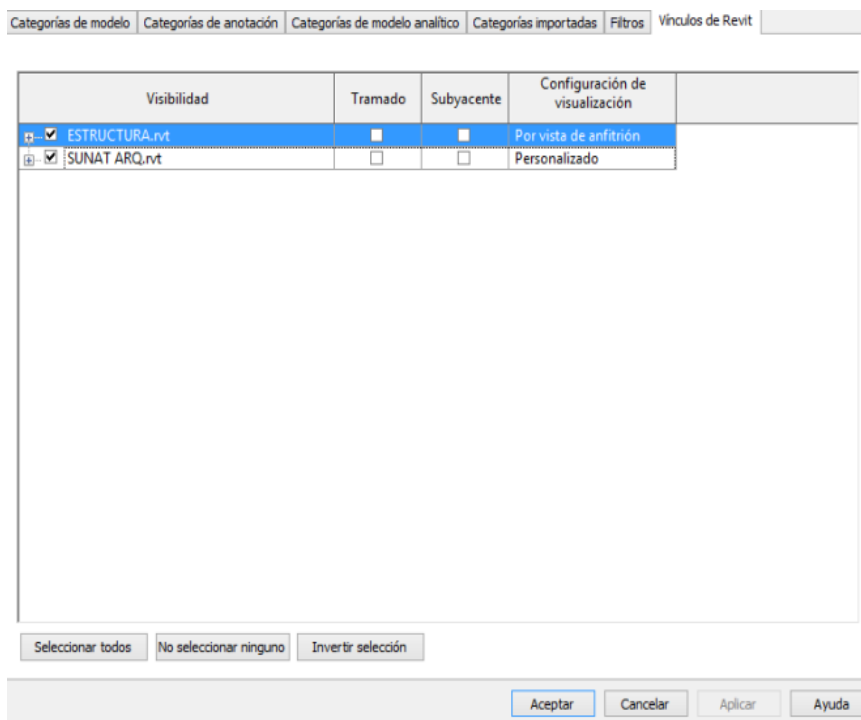 Categorías de modelo Categorías de anotación Categorías de modelo analítico Categorías importadas Filtros Vínculos de Revit
Visibilidad Tramado Subyacente Configuración de visualización
ESTRUCTURA.rvt Por vista de anfitrión
SUNAT ARQ.rvt Personalizado
Seleccionar todos No seleccionar ninguno Invertir selección
Aceptar Cancelar Aplicar Ayuda